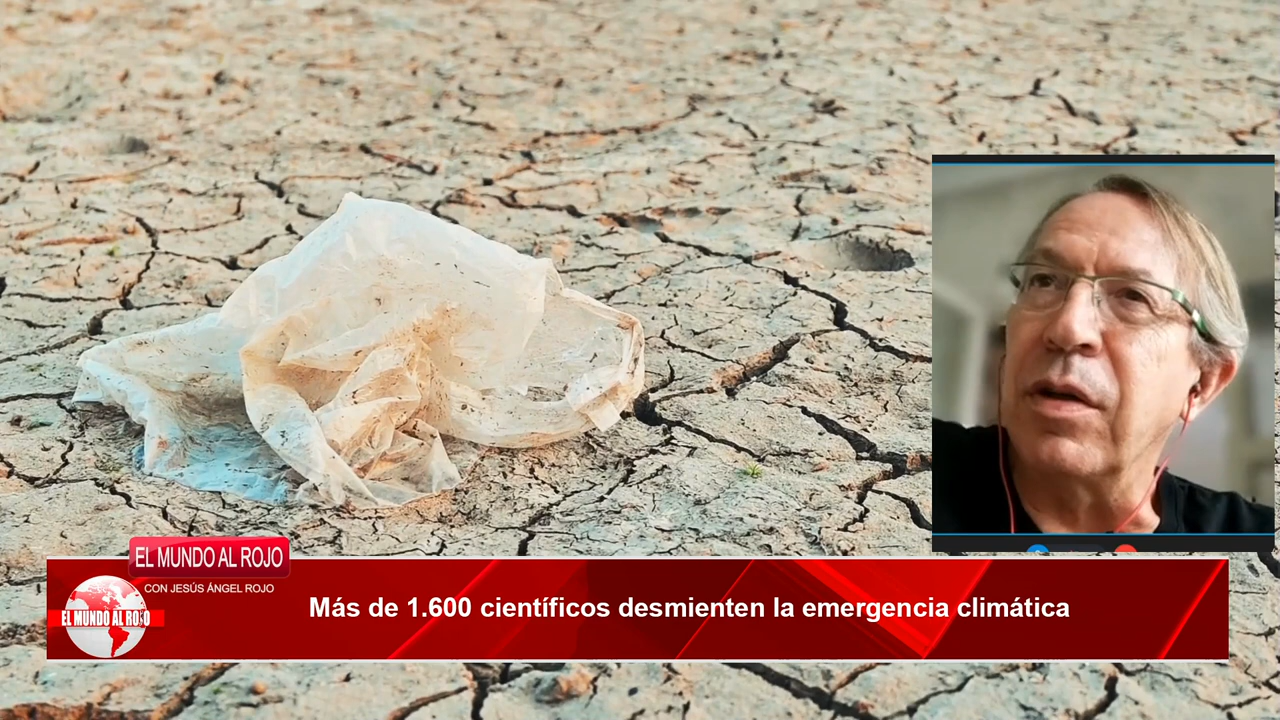 EL MUNDO AL ROJO
CON JESÚS ÁNGEL ROJO
EL MUNDO AL ROJO
Más de 1.600 científicos desmienten la emergencia climática